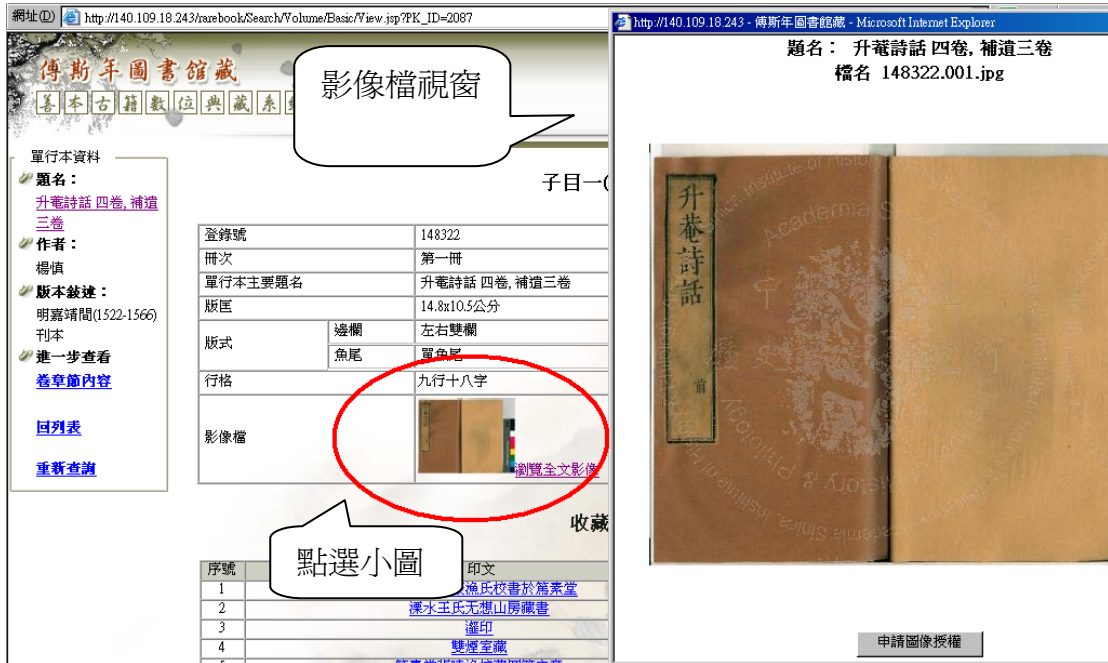 網址(D) http://140.109.18.243/rarebook/Search/Volume/Basic/View.jsp?PK_ID=2087
傅斯年圖書館藏
善本古籍數位典藏系
影像檔視窗
單行本資料
題名：
升菴詩話 四卷, 補遺
三卷
作者：
楊慎
版本敘述：
明嘉靖間(1522-1566)
刊本
進一步查看
卷章節內容
回列表
重新查詢
子目一(
登錄號 148322
冊次 第一冊
單行本主要題名 升菴詩話 四卷, 補遺三卷
版匡 14.8x10.5公分
版式 邊欄 左右雙欄
魚尾 單魚尾
行格 九行十八字
影像檔
瀏覽全文影像
點選小圖
收藏
序號 印文
1 漁氏校書於篤素堂
2 溧水王氏无想山房藏書
3 瀣印
4 雙煙室藏
http://140.109.18.243 - 傅斯年圖書館藏 - Microsoft Internet Explorer
題名： 升菴詩話 四卷, 補遺三卷
檔名 148322.001.jpg
升菴詩話
申請圖像授權